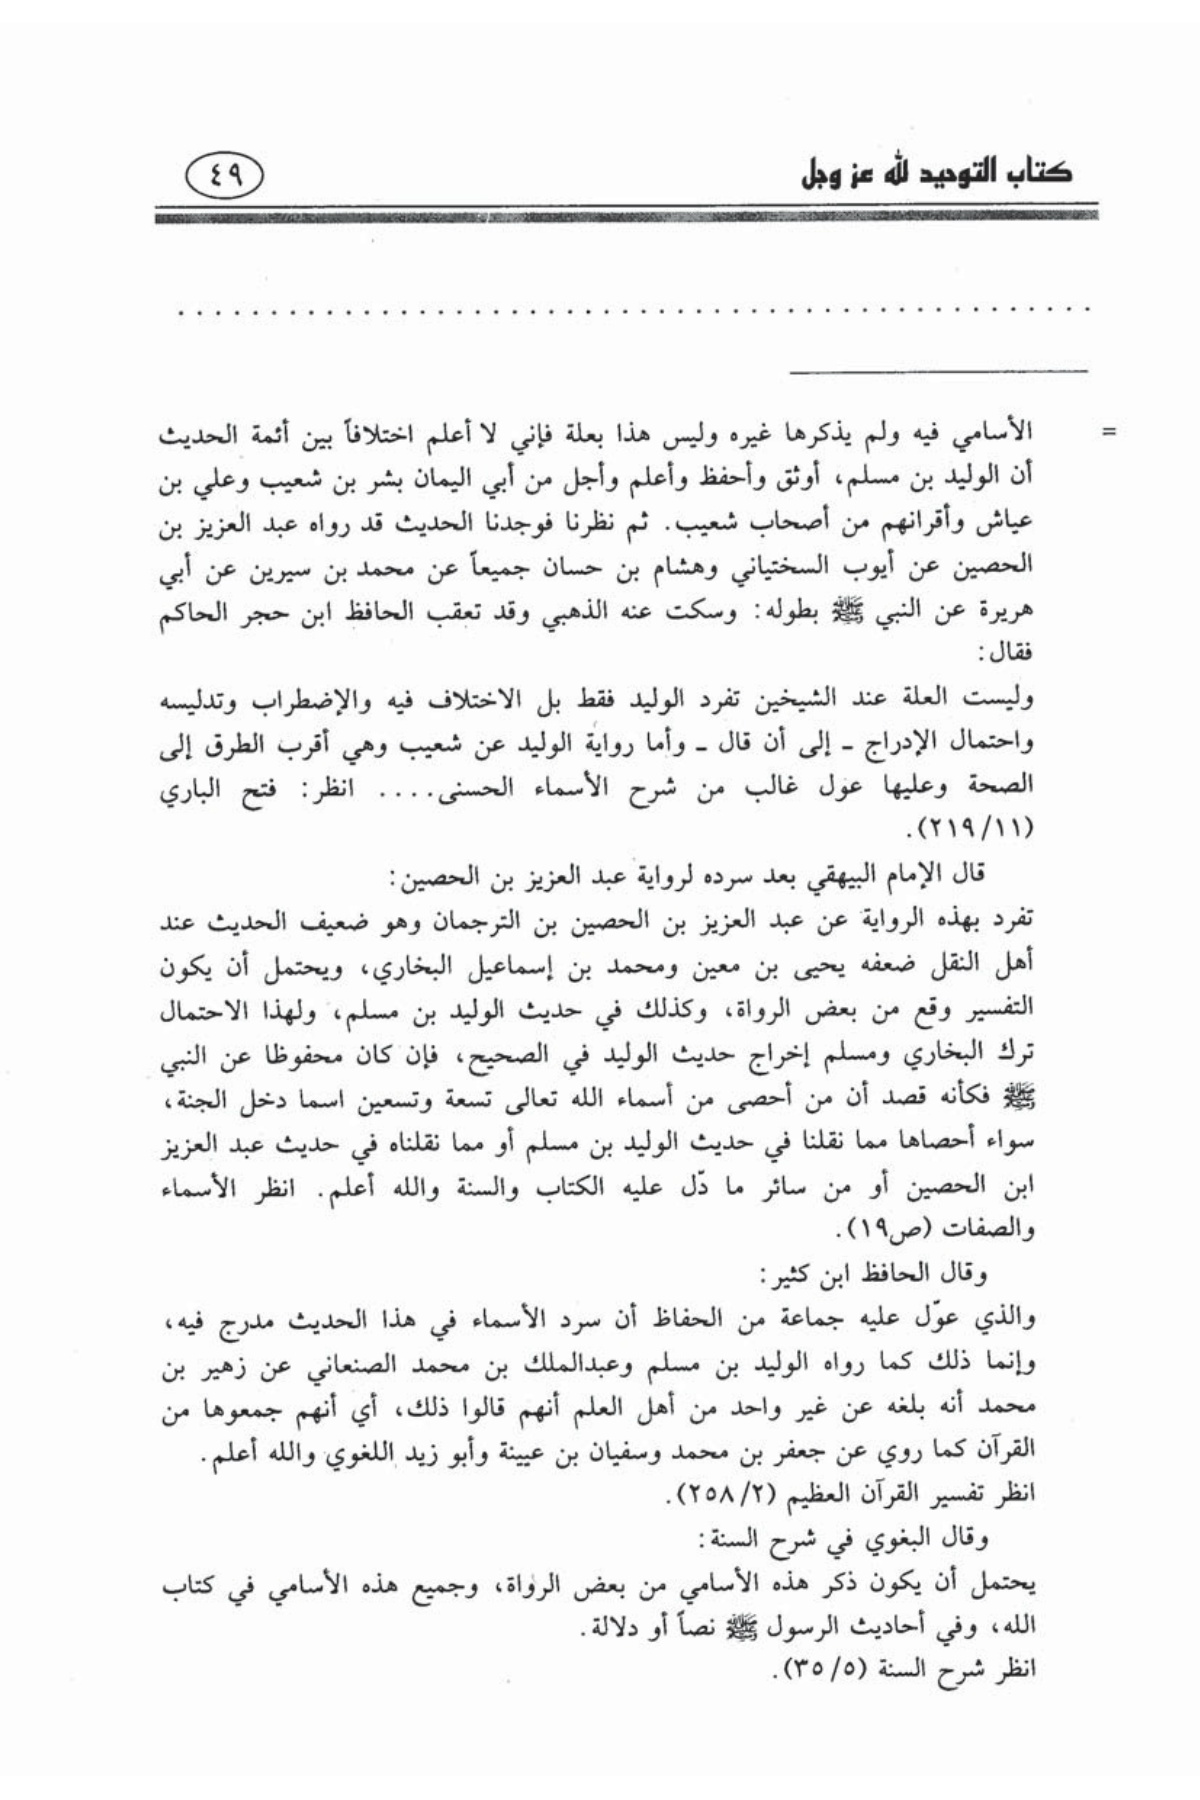 كتاب التوحيد لله عز وجل
٤٩
. . . . . . . . . . . . . . . . . . . . . . . . . . . . . . . . . . . . . . . . . . . . . . . . . .
= الأسامي فيه ولم يذكرها غيره وليس هذا بعلة فإني لا أعلم اختلافاً بين أئمة الحديث
أن الوليد بن مسلم، أوثق وأحفظ وأعلم وأجل من أبي اليمان بشر بن شعيب وعلي بن
عياش وأقرانهم من أصحاب شعيب. ثم نظرنا فوجدنا الحديث قد رواه عبد العزيز بن
الحصين عن أيوب السختياني وهشام بن حسان جميعاً عن محمد بن سيرين عن أبي
هريرة عن النبي ﷺ بطوله: وسكت عنه الذهبي وقد تعقب الحافظ ابن حجر الحاكم
فقال:
وليست العلة عند الشيخين تفرد الوليد فقط بل الاختلاف فيه والإضطراب وتدليسه
واحتمال الإدراج ـ إلى أن قال ـ وأما رواية الوليد عن شعيب وهي أقرب الطرق إلى
الصحة وعليها عول غالب من شرح الأسماء الحسنى.... انظر: فتح الباري
(٢١٩/١١).
قال الإمام البيهقي بعد سرده لرواية عبد العزيز بن الحصين:
تفرد بهذه الرواية عن عبد العزيز بن الحصين بن الترجمان وهو ضعيف الحديث عند
أهل النقل ضعفه يحيى بن معين ومحمد بن إسماعيل البخاري، ويحتمل أن يكون
التفسير وقع من بعض الرواة، وكذلك في حديث الوليد بن مسلم، ولهذا الاحتمال
ترك البخاري ومسلم إخراج حديث الوليد في الصحيح، فإن كان محفوظا عن النبي
ﷺ فكأنه قصد أن من أحصى من أسماء الله تعالى تسعة وتسعين اسما دخل الجنة،
سواء أحصاها مما نقلنا في حديث الوليد بن مسلم أو مما نقلناه في حديث عبد العزيز
ابن الحصين أو من سائر ما دّل عليه الكتاب والسنة والله أعلم. انظر الأسماء
والصفات (ص١٩).
وقال الحافظ ابن كثير:
والذي عوّل عليه جماعة من الحفاظ أن سرد الأسماء في هذا الحديث مدرج فيه،
وإنما ذلك كما رواه الوليد بن مسلم وعبدالملك بن محمد الصنعاني عن زهير بن
محمد أنه بلغه عن غير واحد من أهل العلم أنهم قالوا ذلك، أي أنهم جمعوها من
القرآن كما روي عن جعفر بن محمد وسفيان بن عيينة وأبو زيد اللغوي والله أعلم.
انظر تفسير القرآن العظيم (٢٥٨/٢).
وقال البغوي في شرح السنة:
يحتمل أن يكون ذكر هذه الأسامي من بعض الرواة، وجميع هذه الأسامي في كتاب
الله، وفي أحاديث الرسول ﷺ نصاً أو دلالة.
انظر شرح السنة (٣٥/٥).